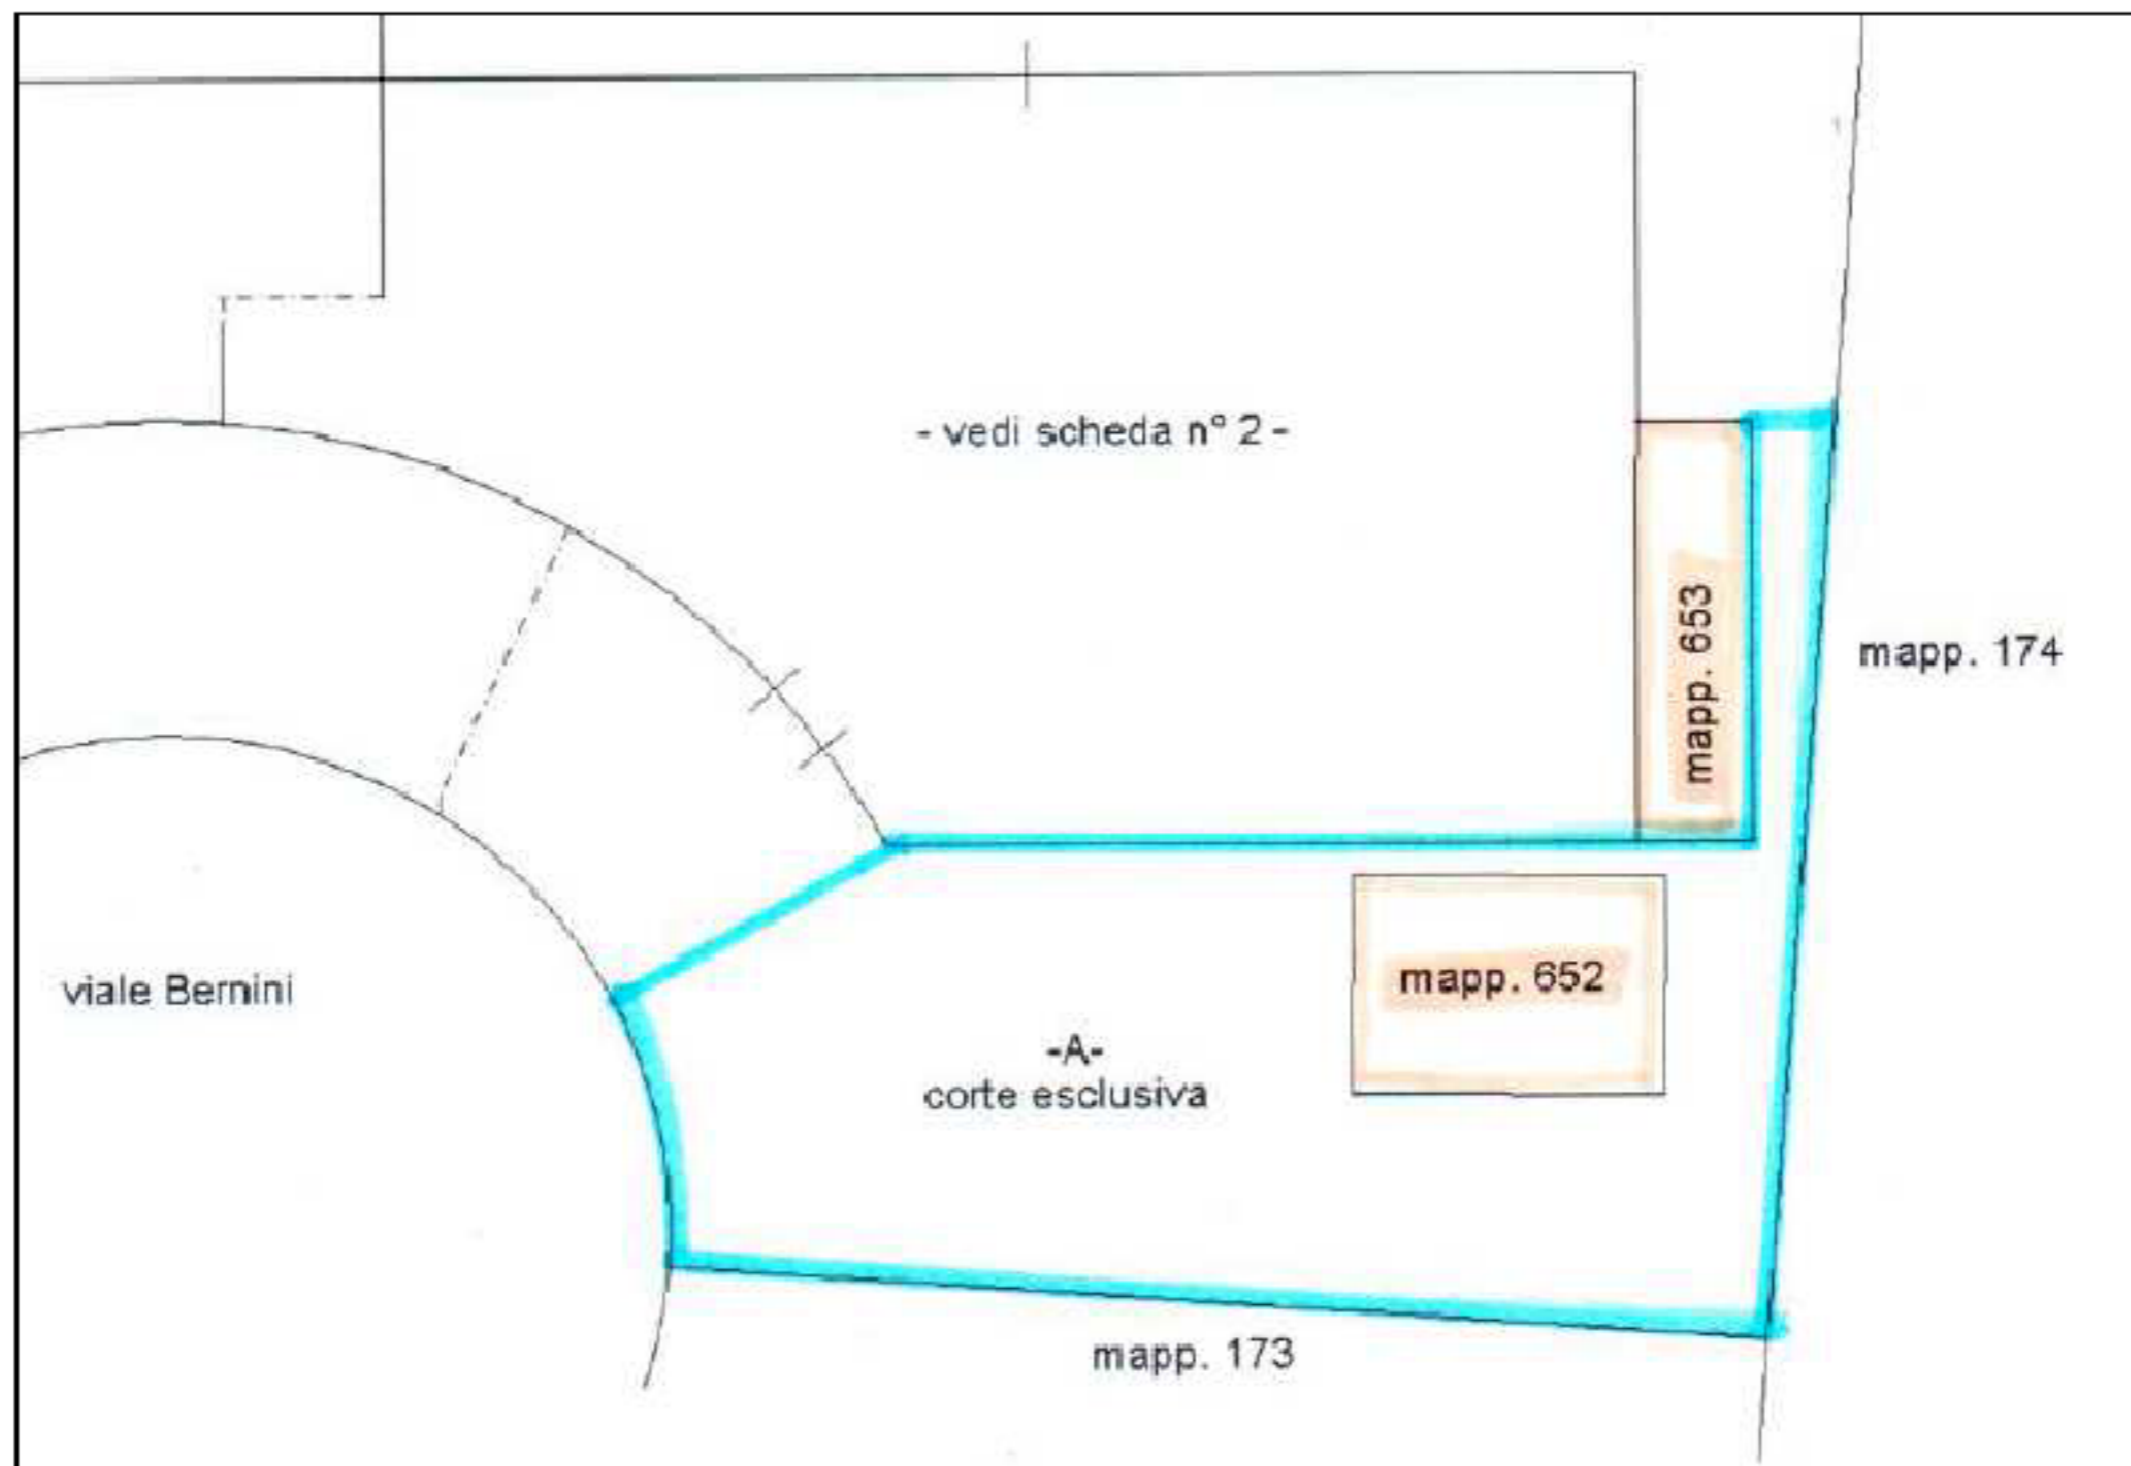 - vedi scheda n° 2 -
mapp. 653
mapp. 174
viale Bernini
mapp. 652
-A-
corte esclusiva
mapp. 173